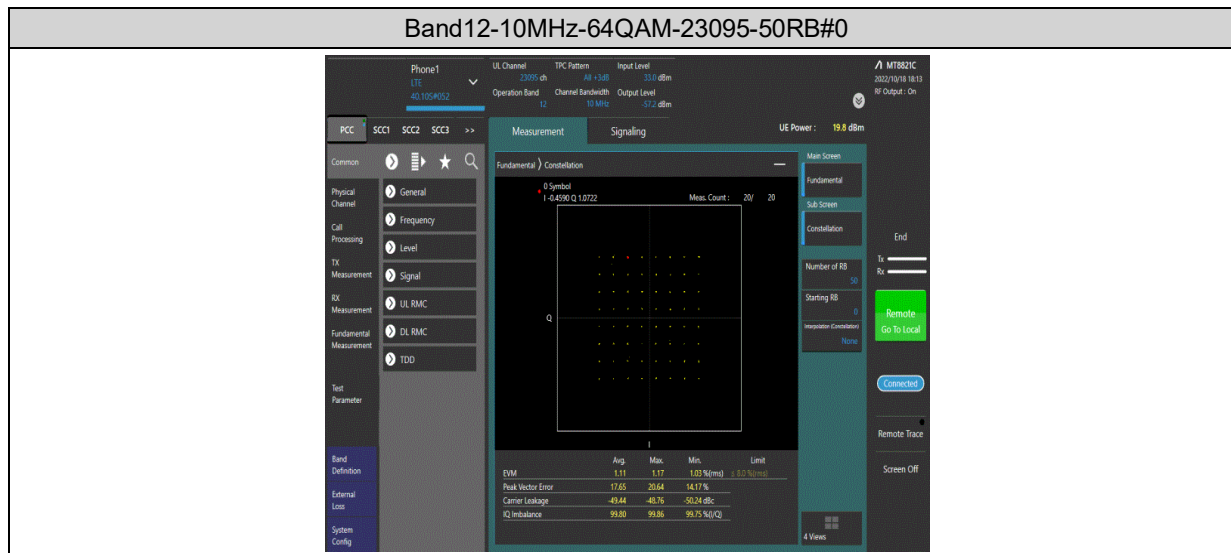 Band12-10MHz-64QAM-23095-50RB#0
Phone1
LTE
40.10S#052
UL Channel TPC Pattern Input Level
23095 ch All +3dB 33.0 dBm
Operation Band Channel Bandwidth Output Level
12 10 MHz -57.2 dBm
MT8821C
2022/10/18 18:13
RF Output : On
PCC SCC1 SCC2 SCC3 >>
Measurement Signaling
UE Power : 19.8 dBm
Common
Physical
Channel
Call
Processing
TX
Measurement
RX
Measurement
Fundamental
Measurement
Test
Parameter
Band
Definition
External
Loss
System
Config
General
Frequency
Level
Signal
UL RMC
DL RMC
TDD
Fundamental Constellation
0 Symbol
I -0.4590 Q 1.0722 Meas. Count : 20/ 20
Q
I
Avg. Max. Min. Limit
EVM 1.11 1.17 1.03 %(rms) ≤ 8.0 %(rms)
Peak Vector Error 17.65 20.64 14.17 %
Carrier Leakage -49.44 -48.76 -50.24 dBc
IQ Imbalance 99.80 99.86 99.75 %(I/Q)
Main Screen
Fundamental
Sub Screen
Constellation
Number of RB
50
Starting RB
0
Interpolation (Constellation)
None
4 Views
End
Tx
Rx
Remote
Go To Local
Connected
Remote Trace
Screen Off